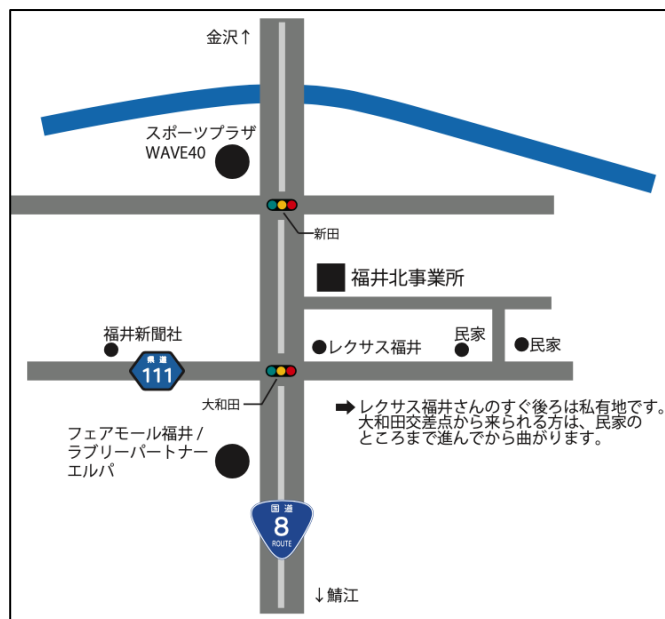 金沢↑
スポーツプラザ
WAVE40
新田
福井北事業所
福井新聞社
県道
111
レクサス福井
民家
民家
大和田
➡レクサス福井さんのすぐ後ろは私有地です。
大和田交差点から来られる方は、民家の
ところまで進んでから曲がります。
フェアモール福井/
ラブリーパートナー
エルパ
国道
8
ROUTE
↓鯖江